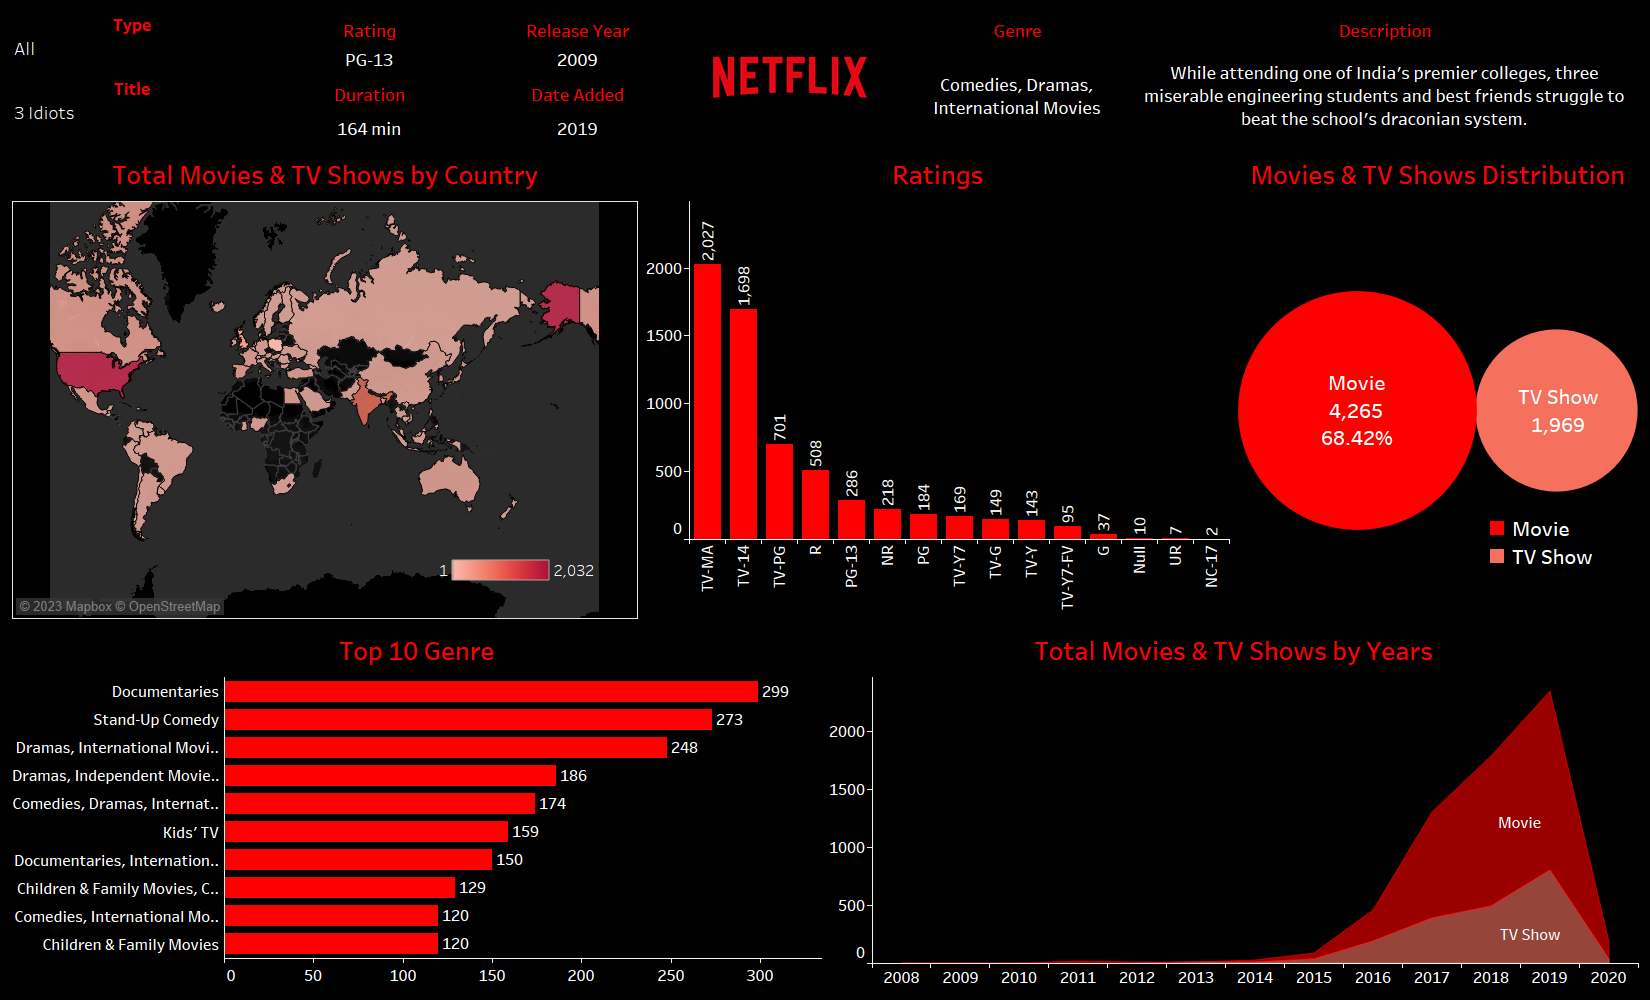 Type
All
Title
3 Idiots
Rating
PG-13
Duration
164 min
Release Year
2009
Date Added
2019
NETFLIX
Genre
Comedies, Dramas,
International Movies
Description
While attending one of India's premier colleges, three
miserable engineering students and best friends struggle to
beat the school's draconian system.
Total Movies & TV Shows by Country
1
2,032
© 2023 Mapbox © OpenStreetMap
Ratings
2000
1500
1000
500
0
2,027
1,698
701
508
286
218
184
169
149
143
95
37
10
7
2
TV-MA
TV-14
TV-PG
R
PG-13
NR
PG
TV-Y7
TV-G
TV-Y
TV-Y7-FV
G
Null
UR
NC-17
Movies & TV Shows Distribution
Movie
4,265
68.42%
TV Show
1,969
Movie
TV Show
Top 10 Genre
Documentaries 299
Stand-Up Comedy 273
Dramas, International Movi.. 248
Dramas, Independent Movie.. 186
Comedies, Dramas, Internat.. 174
Kids' TV 159
Documentaries, Internation.. 150
Children & Family Movies, C.. 129
Comedies, International Mo.. 120
Children & Family Movies 120
0 50 100 150 200 250 300
Total Movies & TV Shows by Years
2000
1500
1000
500
0
Movie
TV Show
2008 2009 2010 2011 2012 2013 2014 2015 2016 2017 2018 2019 2020